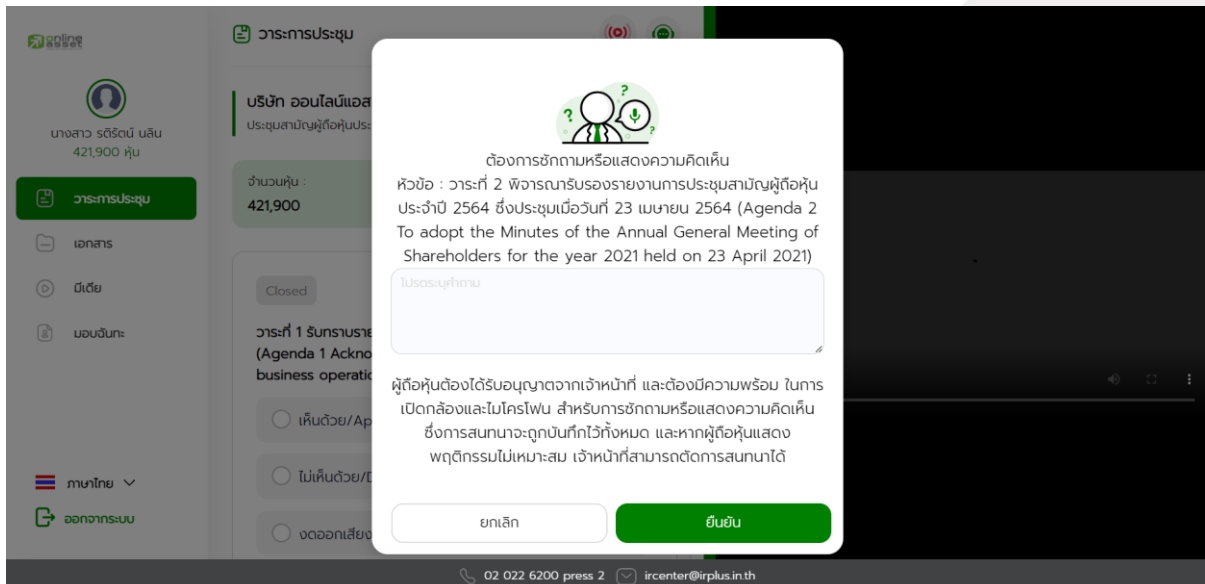 online
asset
นางสาว รติรัตน์ นลิน
421,900 หุ้น
วาระการประชุม
เอกสาร
มีเดีย
มอบฉันทะ
ภาษาไทย
ออกจากระบบ
วาระการประชุม
บริษัท ออนไลน์แอส
ประชุมสามัญผู้ถือหุ้นประ
จำนวนหุ้น :
421,900
Closed
วาระที่ 1 รับทราบราย
(Agenda 1 Ackno
business operatio
เห็นด้วย/Ap
ไม่เห็นด้วย/D
งดออกเสียง
?
?
?
ต้องการซักถามหรือแสดงความคิดเห็น
หัวข้อ : วาระที่ 2 พิจารณารับรองรายงานการประชุมสามัญผู้ถือหุ้น
ประจำปี 2564 ซึ่งประชุมเมื่อวันที่ 23 เมษายน 2564 (Agenda 2
To adopt the Minutes of the Annual General Meeting of
Shareholders for the year 2021 held on 23 April 2021)
โปรดระบุคำถาม
ผู้ถือหุ้นต้องได้รับอนุญาตจากเจ้าหน้าที่ และต้องมีความพร้อม ในการ
เปิดกล้องและไมโครโฟน สำหรับการซักถามหรือแสดงความคิดเห็น
ซึ่งการสนทนาจะถูกบันทึกไว้ทั้งหมด และหากผู้ถือหุ้นแสดง
พฤติกรรมไม่เหมาะสม เจ้าหน้าที่สามารถตัดการสนทนาได้
ยกเลิก
ยืนยัน
02 022 6200 press 2
ircenter@irplus.in.th